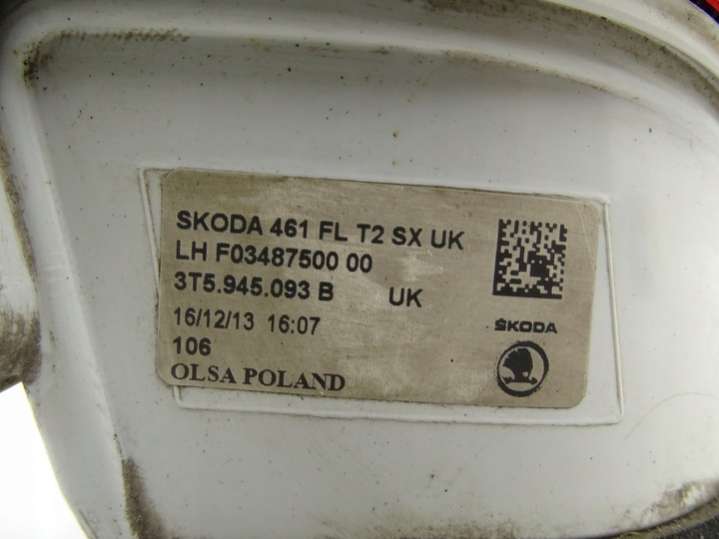 SKODA 461 FL T2 SX UK
LH F03487500 00
3T5.945.093 B UK
16/12/13 16:07
106
OLSA POLAND
ŠKODA